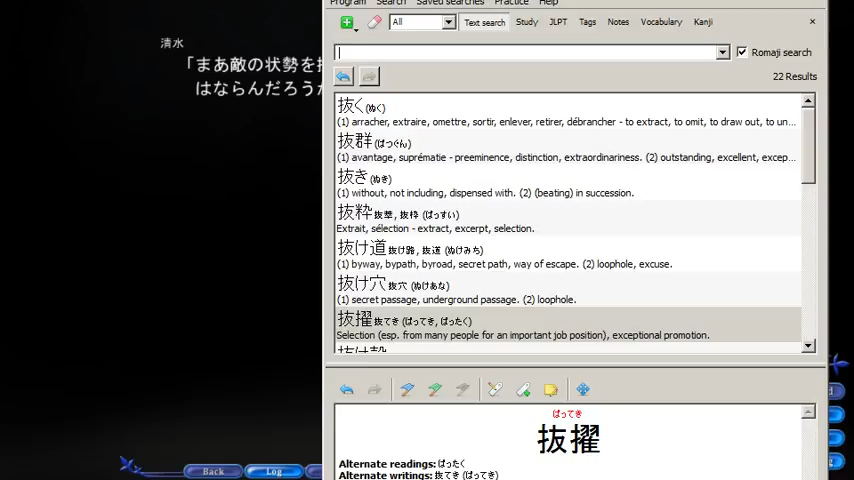 Program Search Saved searches Practice Help
All Text search Study JLPT Tags Notes Vocabulary Kanji
Romaji search
22 Results
清水
「まあ敵の状勢を
はならんだろう
抜く(ぬく)
(1) arracher, extraire, omettre, sortir, enlever, retirer, débrancher - to extract, to omit, to draw out, to un...
抜群 (ばつぐん)
(1) avantage, suprématie - preeminence, distinction, extraordinariness. (2) outstanding, excellent, excep...
抜き (ぬき)
(1) without, not including, dispensed with. (2) (beating) in succession.
抜粋 抜萃, 抜枠 (ばっすい)
Extrait, sélection - extract, excerpt, selection.
抜け道 抜け路, 抜道 (ぬけみち)
(1) byway, bypath, byroad, secret path, way of escape. (2) loophole, excuse.
抜け穴 抜穴 (ぬけあな)
(1) secret passage, underground passage. (2) loophole.
抜擢 抜てき (ばってき, ばったく)
Selection (esp. from many people for an important job position), exceptional promotion.
ばってき
抜擢
Alternate readings: ばったく
Alternate writings: 抜てき (ばってき)
Back Log